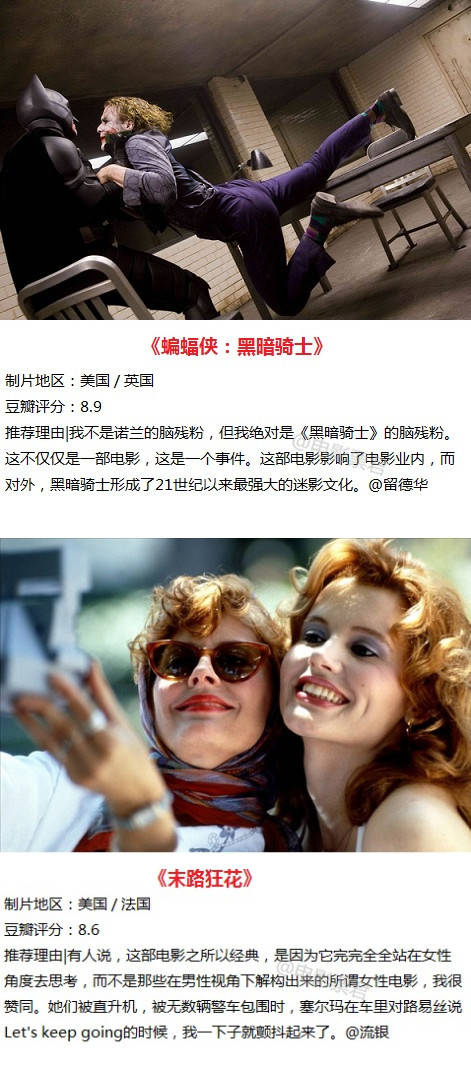 《蝙蝠侠：黑暗骑士》
制片地区：美国 / 英国
豆瓣评分：8.9
推荐理由|我不是诺兰的脑残粉，但我绝对是《黑暗骑士》的脑残粉。
这不仅仅是一部电影，这是一个事件。这部电影影响了电影业内，而
对外，黑暗骑士形成了21世纪以来最强大的迷影文化。@留德华
《末路狂花》
制片地区：美国 / 法国
豆瓣评分：8.6
推荐理由|有人说，这部电影之所以经典，是因为它完完全全站在女性
角度去思考，而不是那些在男性视角下解构出来的所谓女性电影，我很
赞同。她们被直升机，被无数辆警车包围时，塞尔玛在车里对路易丝说
Let's keep going的时候，我一下子就颤抖起来了。@流银